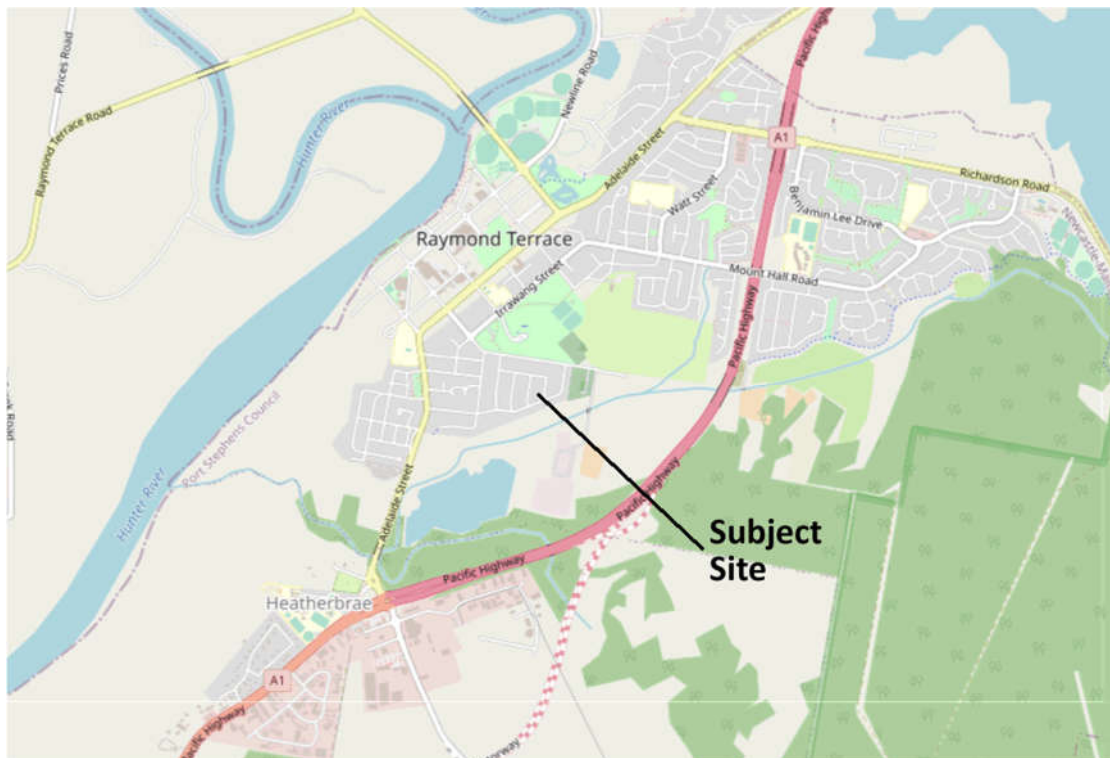 Prices Road
Raymond Terrace Road
Hunter River
Newline Road
Adelaide Street
Pacific High
A1
Richardson Road
Watt Street
Benjamin Lee Drive
Raymond Terrace
Irrawang Street
Mount Hall Road
Pacific Highway
Pacific Highway
Port Stephens Council
Hunter River
Adelaide Street
Pacific Highway
Subject
Site
Pacific Highway
Heatherbrae
A1
Pacific Highway